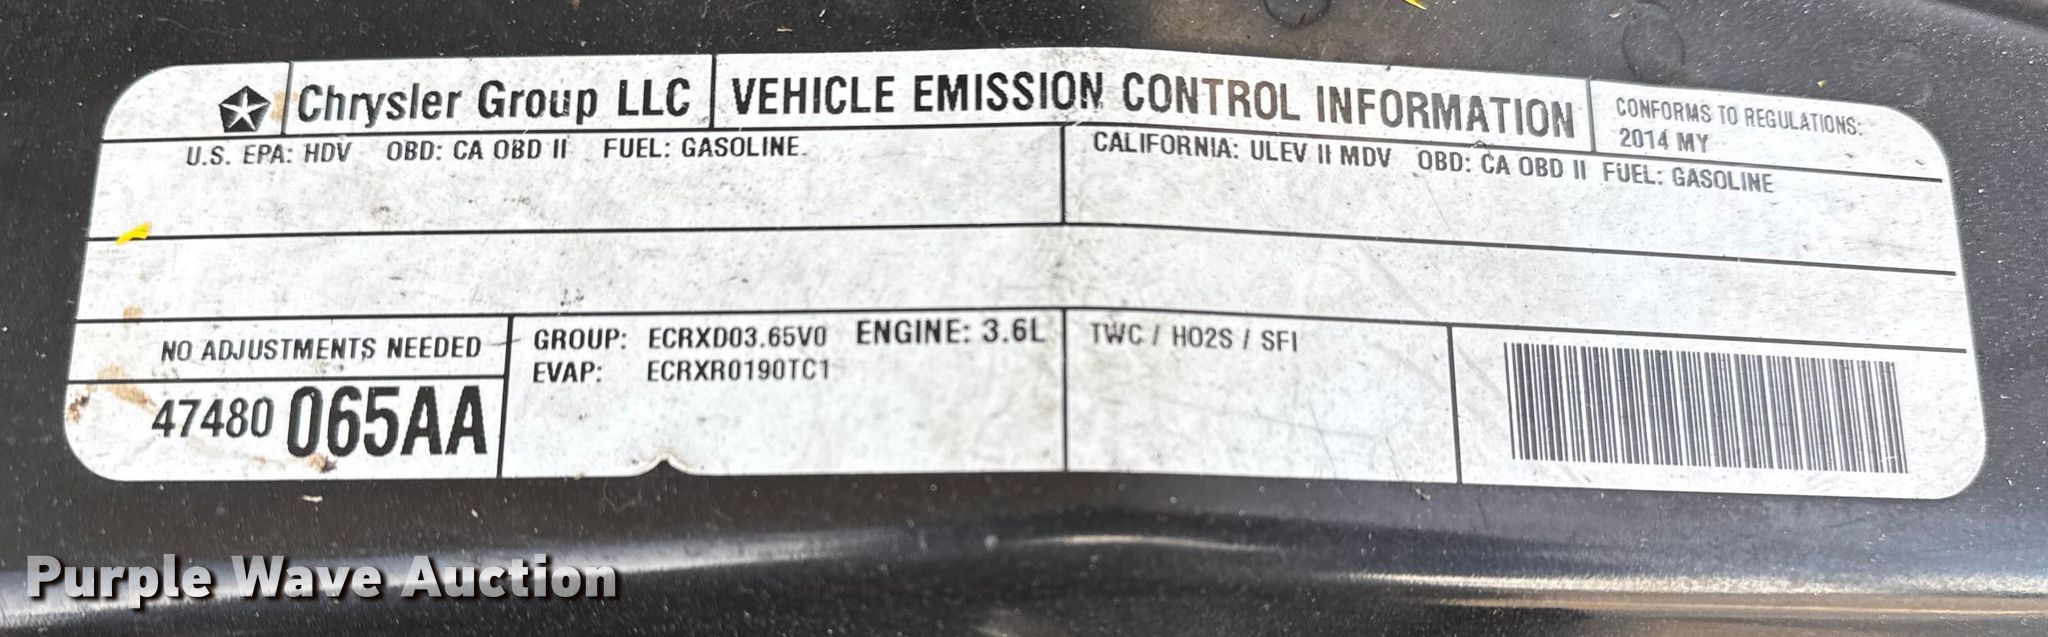 Chrysler Group LLC
VEHICLE EMISSION CONTROL INFORMATION
CONFORMS TO REGULATIONS:
2014 MY
U.S. EPA: HDV OBD: CA OBD II FUEL: GASOLINE
CALIFORNIA: ULEV II MDV OBD: CA OBD II FUEL: GASOLINE
NO ADJUSTMENTS NEEDED
47480 065AA
GROUP: ECRXD03.65V0 ENGINE: 3.6L
EVAP: ECRXR0190TC1
TWC / HO2S / SFI
Purple Wave Auction